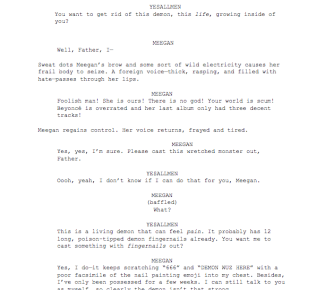 YESALLMEN
You want to get rid of this demon, this life, growing inside of
you?
MEEGAN
Well, Father, I—
Sweat dots Meegan's brow and some sort of wild electricity causes her
frail body to seize. A foreign voice—thick, rasping, and filled with
hate—passes through her lips.
MEEGAN
Foolish man! She is ours! There is no god! Your world is scum!
Beyoncé is overrated and her last album only had three decent
tracks!
Meegan regains control. Her voice returns, frayed and tired.
MEEGAN
Yes, yes, I'm sure. Please cast this wretched monster out,
Father.
YESALLMEN
Oooh, yeah, I don't know if I can do that for you, Meegan.
MEEGAN
(baffled)
What?
YESALLMEN
This is a living demon that can feel pain. It probably has 12
long, poison-tipped demon fingernails already. You want me to
cast something with fingernails out?
MEEGAN
Yes, I do—it keeps scratching "666" and "DEMON WUZ HERE" with a
poor facsimile of the nail painting emoji into my chest. Besides,
I've only been possessed for a few weeks. I can still talk to you
as myself, so clearly the demon isn't that strong